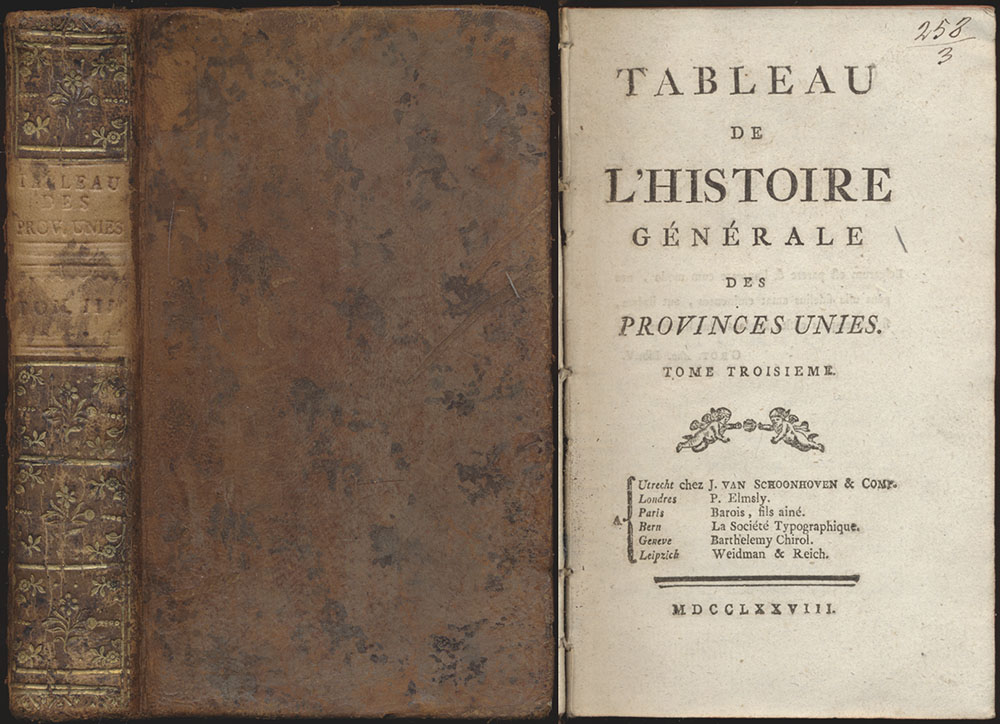 TABLEAU
DES
PROV. UNIES
TOM III
258
3
TABLEAU
DE
L'HISTOIRE
GÉNÉRALE
DES
PROVINCES UNIES.
TOME TROISIEME.
A
Utrecht chez J. VAN SCHOONHOVEN & COMP.
Londres P. Elmsly.
Paris Barois, fils ainé.
Bern La Société Typographique.
Geneve Barthelemy Chirol.
Leipzich Weidman & Reich.
MDCCLXXVIII.